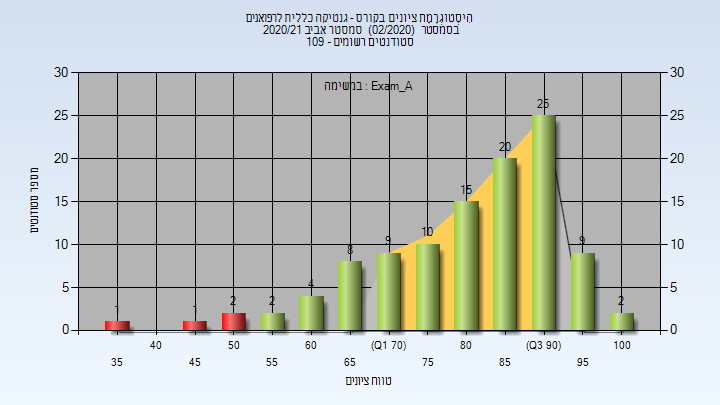 היסטוגרמת ציונים בקורס - גנטיקה כללית לרפואנים
בסמסטר (02/2020) סמסטר אביב 2020/21
סטודנטים רשומים - 109
במשימה : Exam_A
מספר סטודנטים
30 30
25 25
20 20
15 15
10 10
5 5
0 0
1 1 2 2 4 8 9 10 15 20 25 9 2
40 50 60 (Q1 70) 80 (Q3 90) 100
35 45 55 65 75 85 95
טווח ציונים